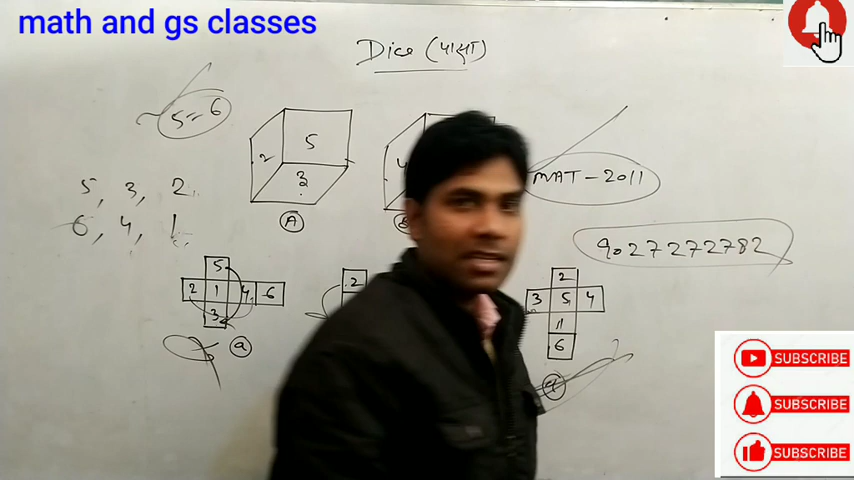 math and gs classes
Dice (पासा)
5 = 6
5
2
3
4
A
MAT - 2011
5, 3, 2
6, 4, 1
9027272782
5
2 1 4 6
3
a
2
2
3 5 4
1
6
SUBSCRIBE
SUBSCRIBE
SUBSCRIBE